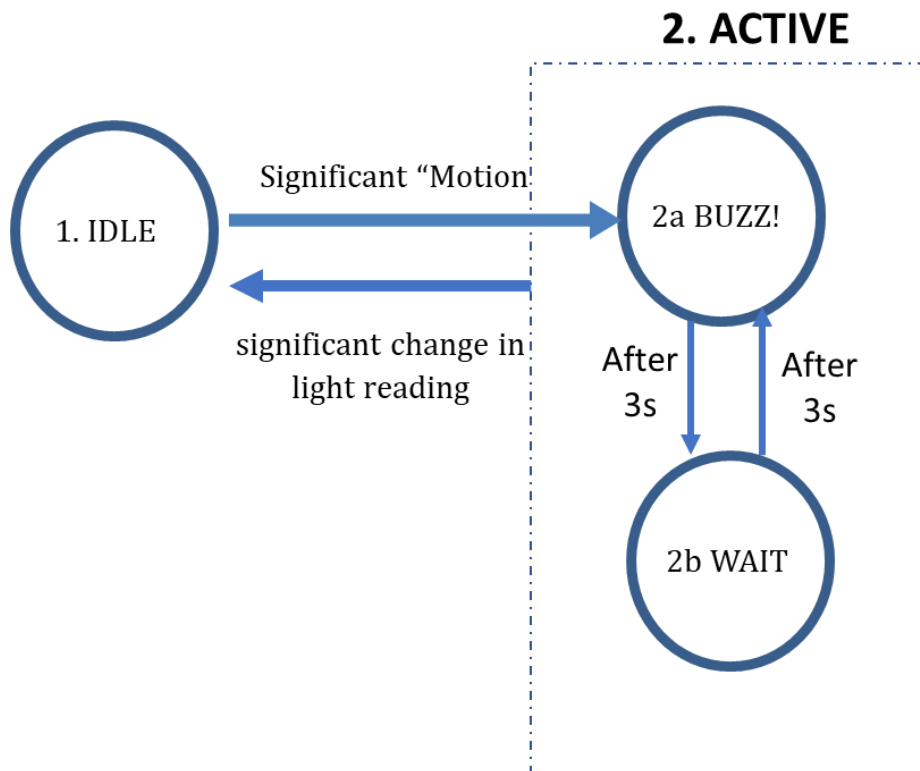 2. ACTIVE
Significant “Motion
1. IDLE
2a BUZZ!
significant change in
light reading
After
3s
After
3s
2b WAIT